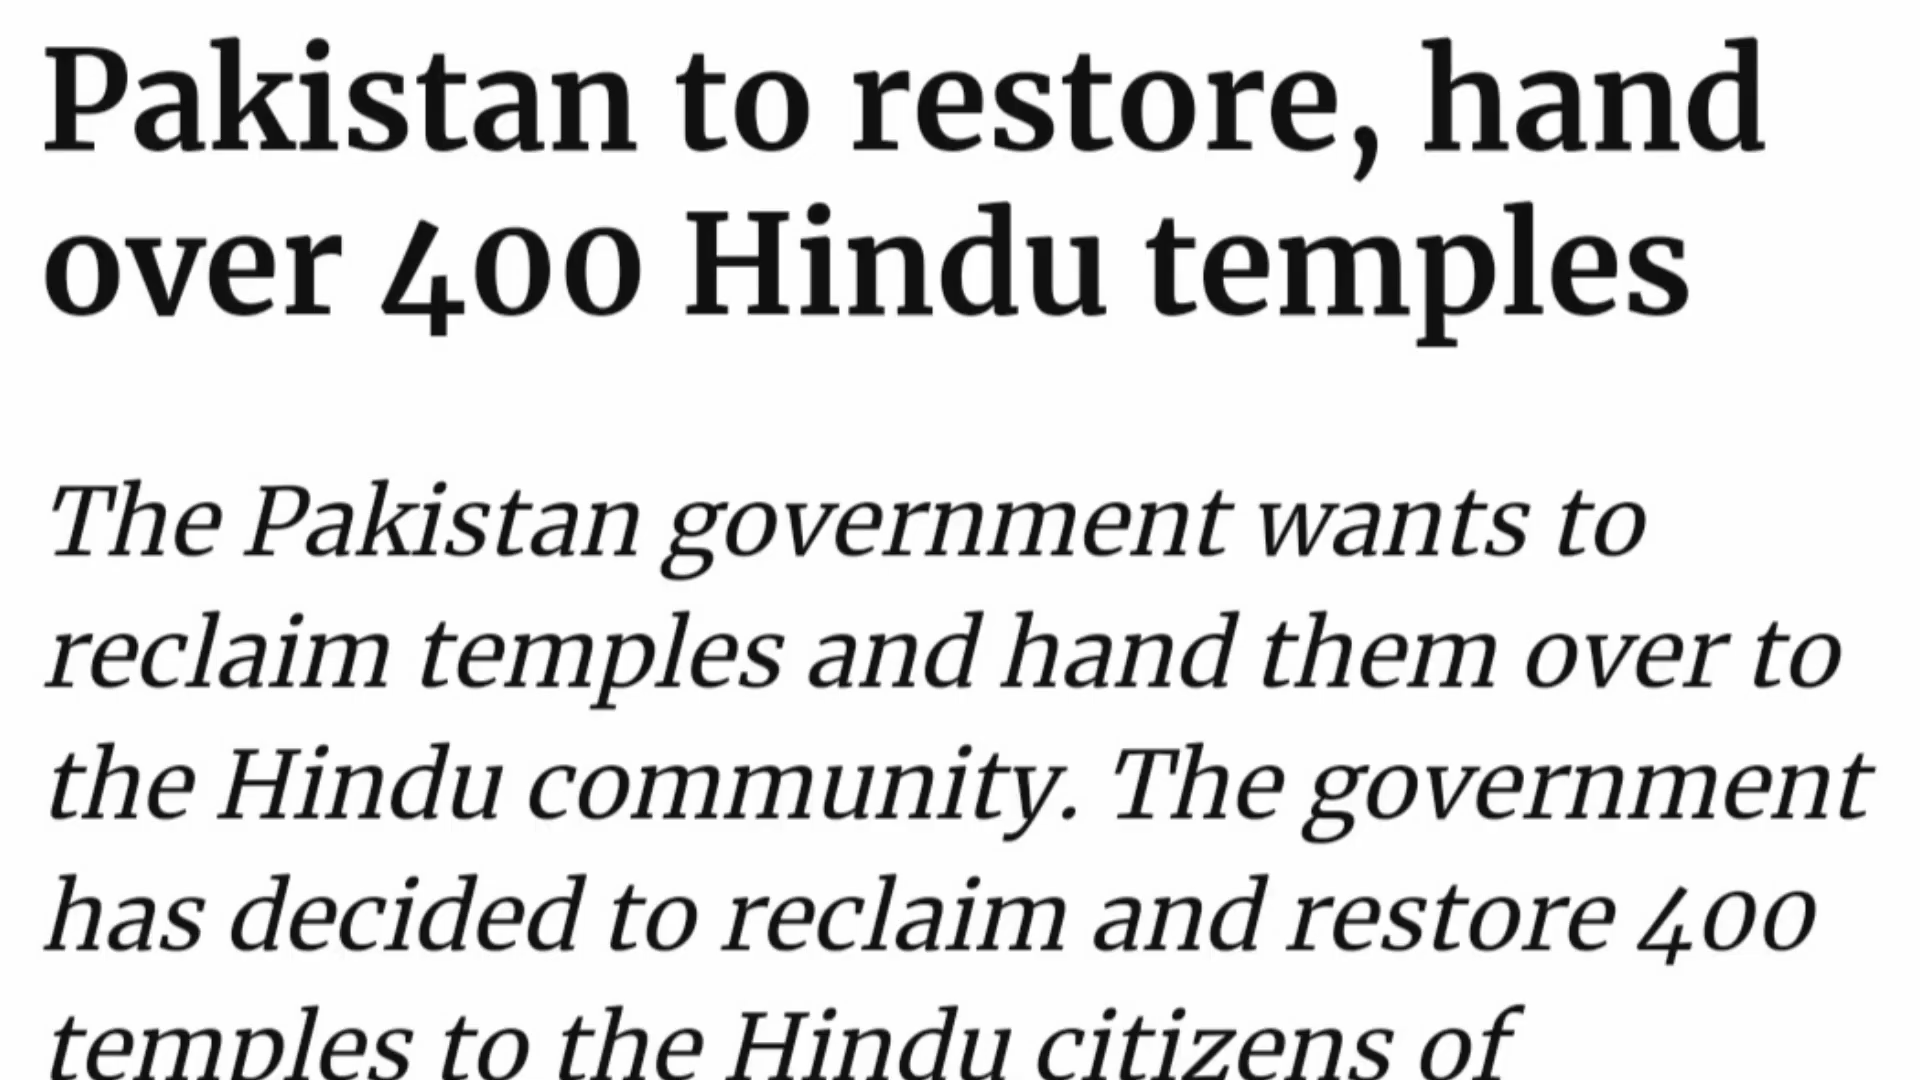 Pakistan to restore, hand
over 400 Hindu temples
The Pakistan government wants to
reclaim temples and hand them over to
the Hindu community. The government
has decided to reclaim and restore 400
temples to the Hindu citizens of